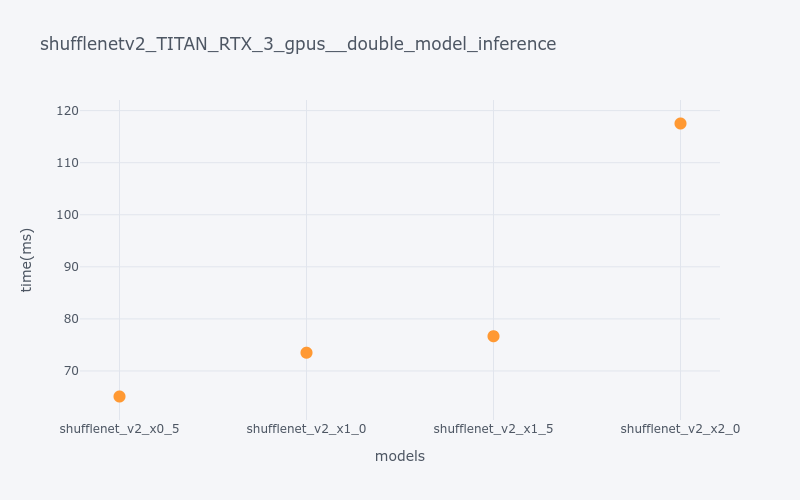 shufflenetv2_TITAN_RTX_3_gpus__double_model_inference
120
110
100
90
80
70
time(ms)
shufflenet_v2_x0_5
shufflenet_v2_x1_0
shufflenet_v2_x1_5
shufflenet_v2_x2_0
models